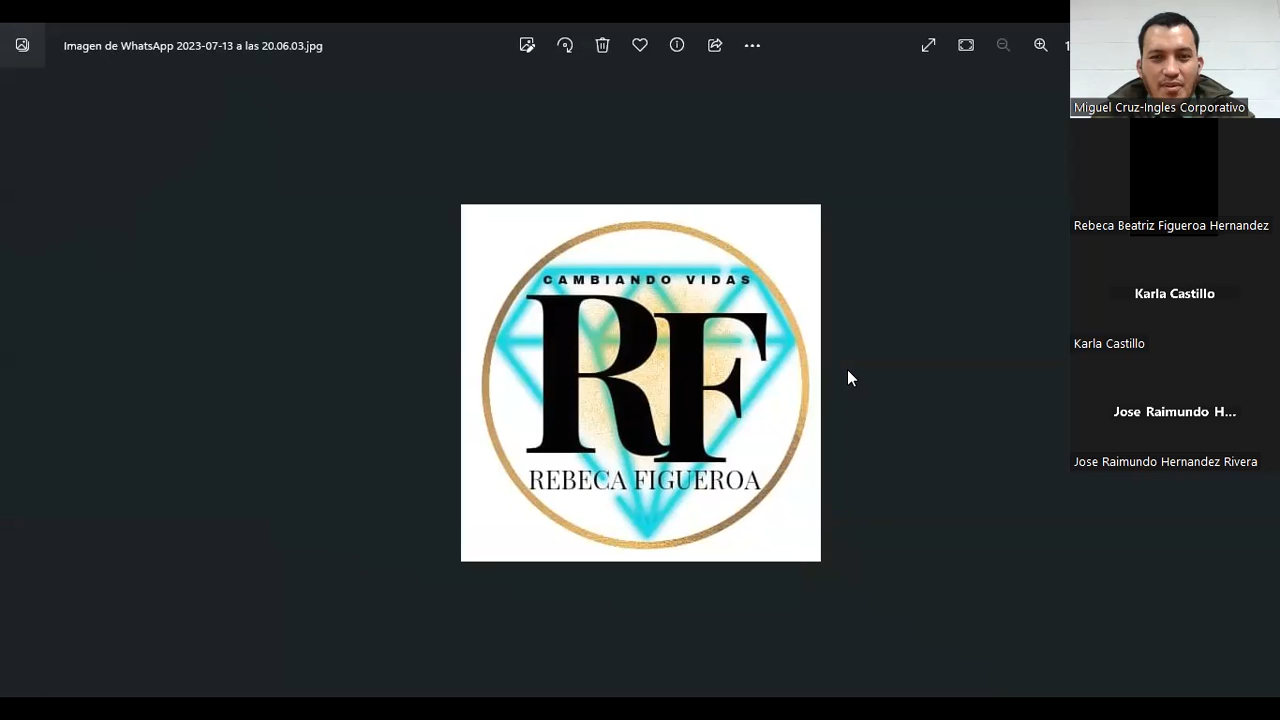 Imagen de WhatsApp 2023-07-13 a las 20.06.03.jpg
CAMBIANDO VIDAS
RF
REBECA FIGUEROA
Miguel Cruz-Ingles Corporativo
Rebeca Beatriz Figueroa Hernandez
Karla Castillo
Karla Castillo
Jose Raimundo H...
Jose Raimundo Hernandez Rivera